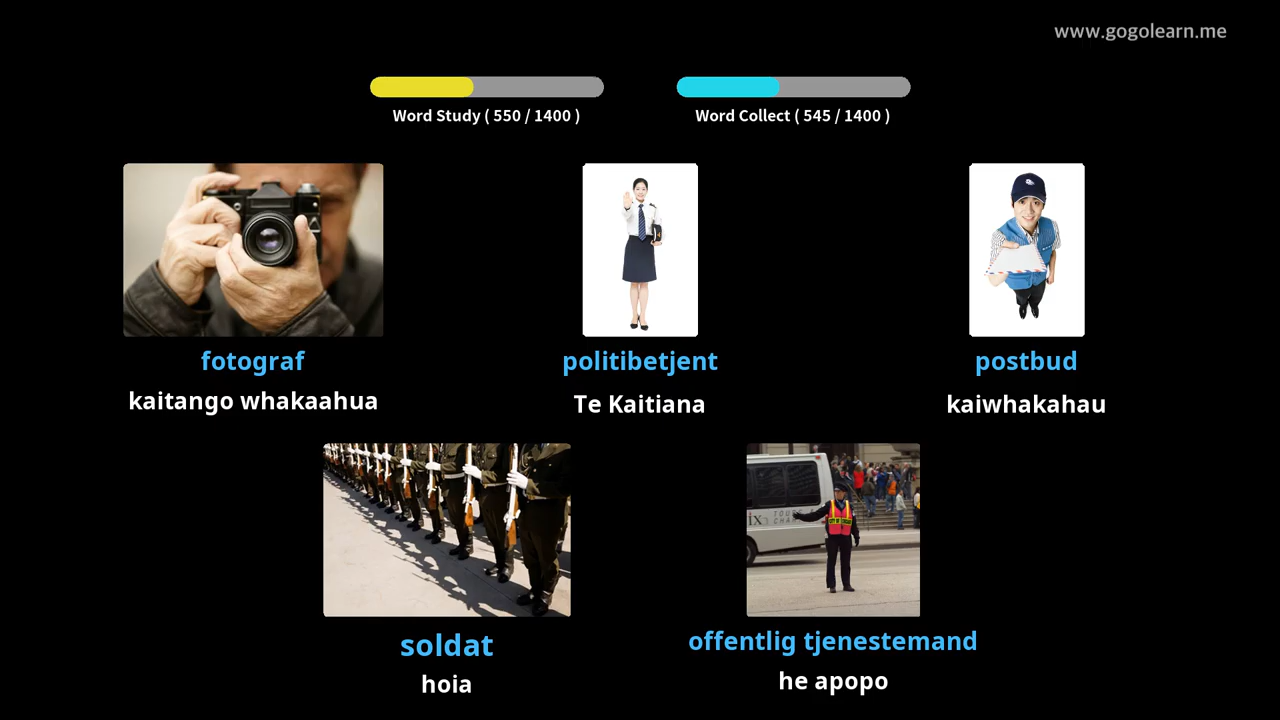 www.gogolearn.me
Word Study ( 550 / 1400 )
Word Collect ( 545 / 1400 )
fotograf
kaitango whakaahua
politibetjent
Te Kaitiana
postbud
kaiwhakahau
soldat
hoia
offentlig tjenestemand
he apopo